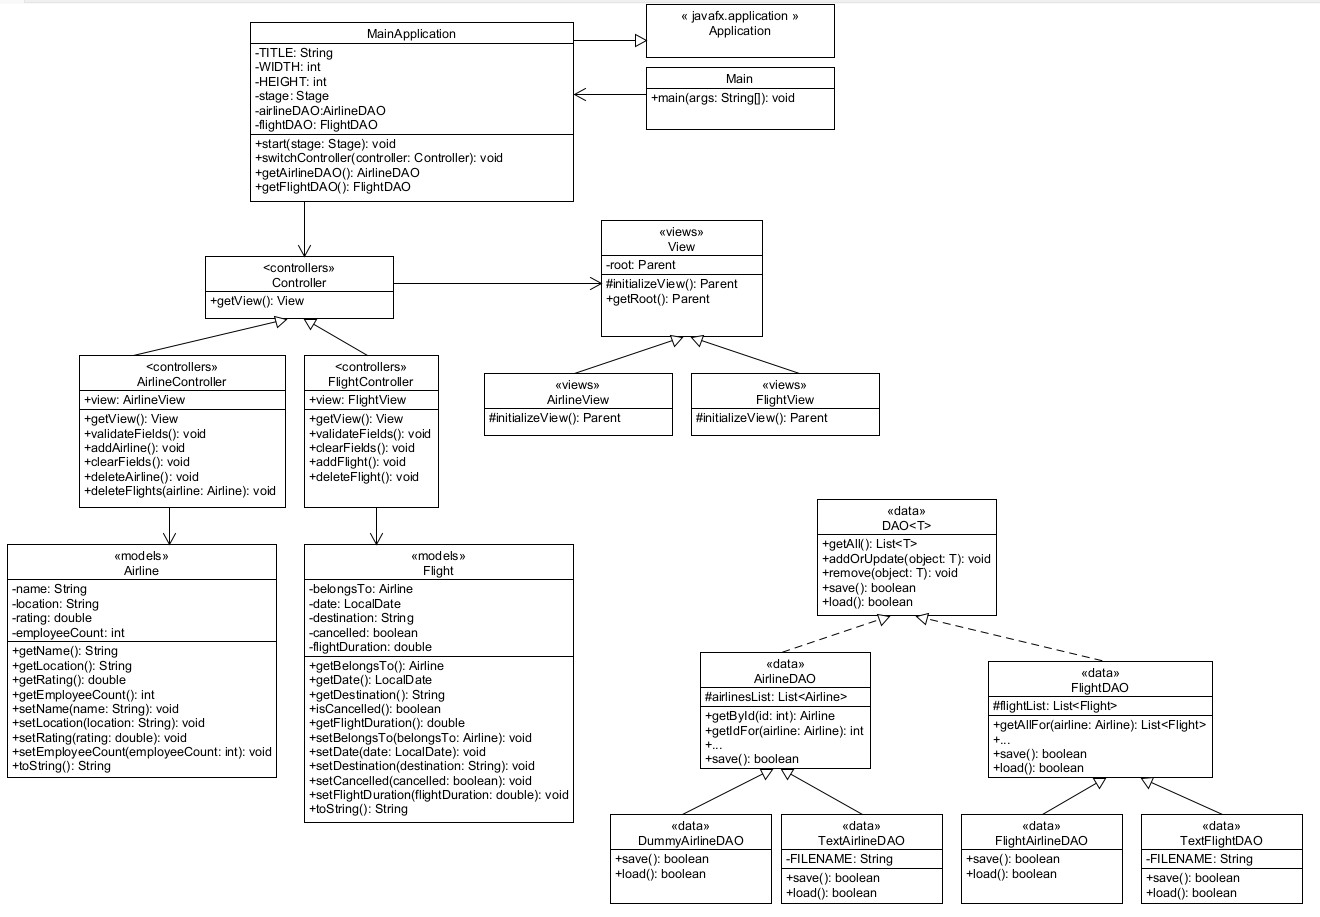 MainApplication
-TITLE: String
-WIDTH: int
-HEIGHT: int
-stage: Stage
-airlineDAO:AirlineDAO
-flightDAO: FlightDAO
+start(stage: Stage): void
+switchController(controller: Controller): void
+getAirlineDAO(): AirlineDAO
+getFlightDAO(): FlightDAO
« javafx.application »
Application
Main
+main(args: String[]): void
<controllers»
Controller
+getView(): View
«views»
View
-root: Parent
#initializeView(): Parent
+getRoot(): Parent
<controllers»
AirlineController
+view: AirlineView
+getView(): View
+validateFields(): void
+addAirline(): void
+clearFields(): void
+deleteAirline(): void
+deleteFlights(airline: Airline): void
<controllers»
FlightController
+view: FlightView
+getView(): View
+validateFields(): void
+clearFields(): void
+addFlight(): void
+deleteFlight(): void
«views»
AirlineView
#initializeView(): Parent
«views»
FlightView
#initializeView(): Parent
«models»
Airline
-name: String
-location: String
-rating: double
-employeeCount: int
+getName(): String
+getLocation(): String
+getRating(): double
+getEmployeeCount(): int
+setName(name: String): void
+setLocation(location: String): void
+setRating(rating: double): void
+setEmployeeCount(employeeCount: int): void
+toString(): String
«models»
Flight
-belongsTo: Airline
-date: LocalDate
-destination: String
-cancelled: boolean
-flightDuration: double
+getBelongsTo(): Airline
+getDate(): LocalDate
+getDestination(): String
+isCancelled(): boolean
+getFlightDuration(): double
+setBelongsTo(belongsTo: Airline): void
+setDate(date: LocalDate): void
+setDestination(destination: String): void
+setCancelled(cancelled: boolean): void
+setFlightDuration(flightDuration: double): void
+toString(): String
«data»
DAO<T>
+getAll(): List<T>
+addOrUpdate(object: T): void
+remove(object: T): void
+save(): boolean
+load(): boolean
«data»
AirlineDAO
#airlinesList: List<Airline>
+getById(id: int): Airline
+getIdFor(airline: Airline): int
+...
+save(): boolean
«data»
FlightDAO
#flightList: List<Flight>
+getAllFor(airline: Airline): List<Flight>
+...
+save(): boolean
+load(): boolean
«data»
DummyAirlineDAO
+save(): boolean
+load(): boolean
«data»
TextAirlineDAO
-FILENAME: String
+save(): boolean
+load(): boolean
«data»
FlightAirlineDAO
+save(): boolean
+load(): boolean
«data»
TextFlightDAO
-FILENAME: String
+save(): boolean
+load(): boolean